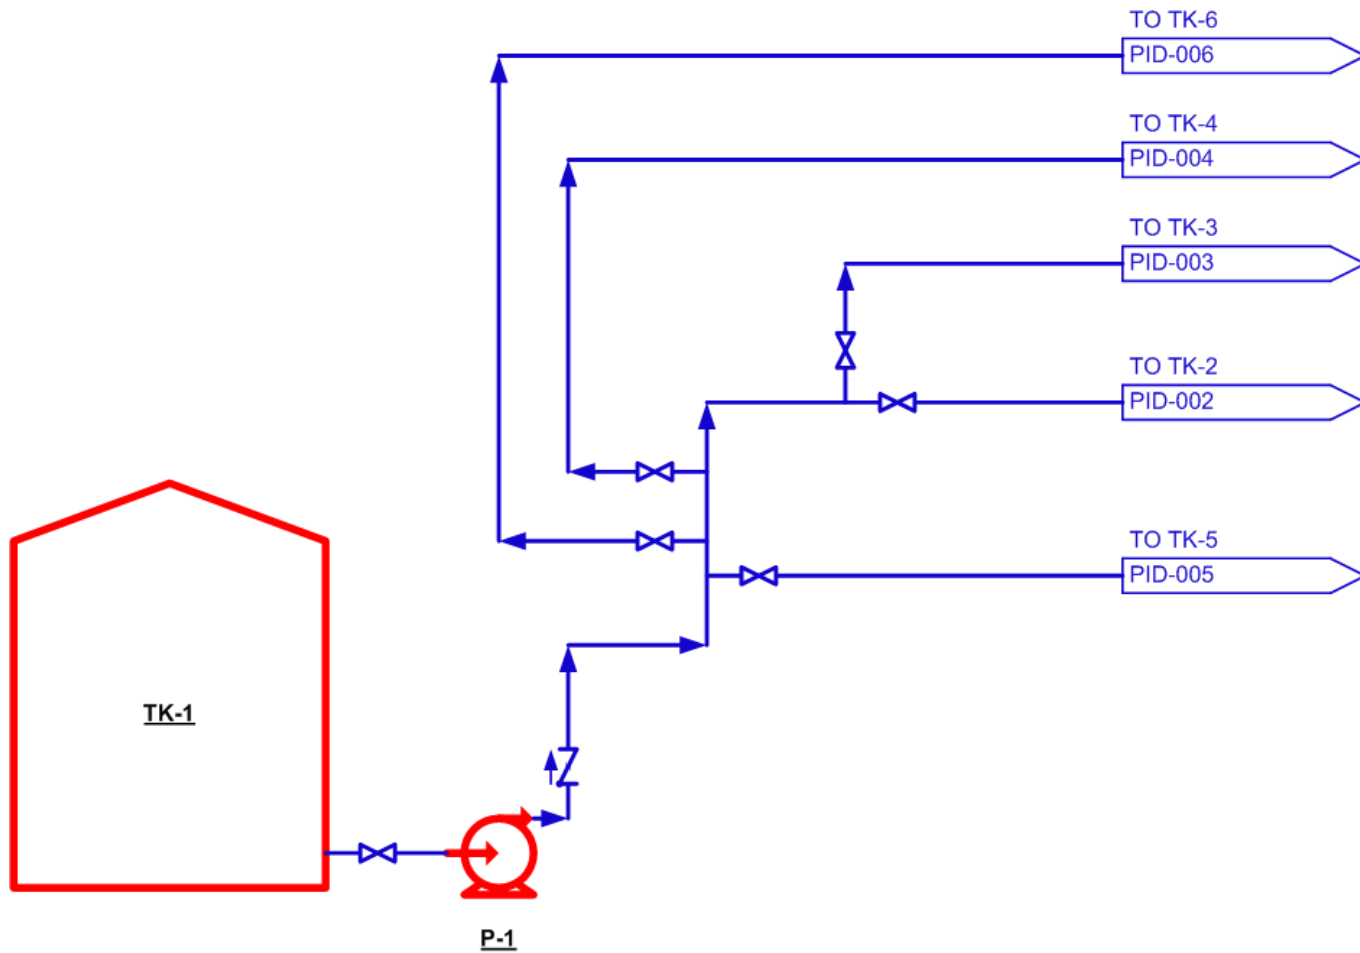 TO TK-6
PID-006
TO TK-4
PID-004
TO TK-3
PID-003
TO TK-2
PID-002
TO TK-5
PID-005
TK-1
P-1